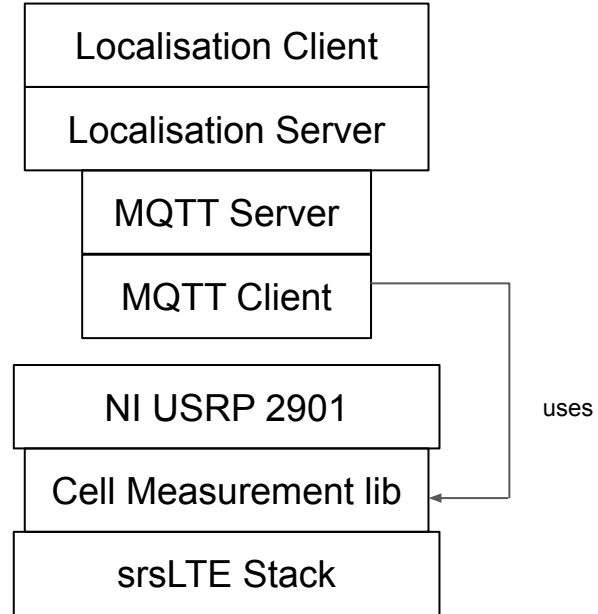 Localisation Client
Localisation Server
MQTT Server
MQTT Client
NI USRP 2901
uses
Cell Measurement lib
srsLTE Stack